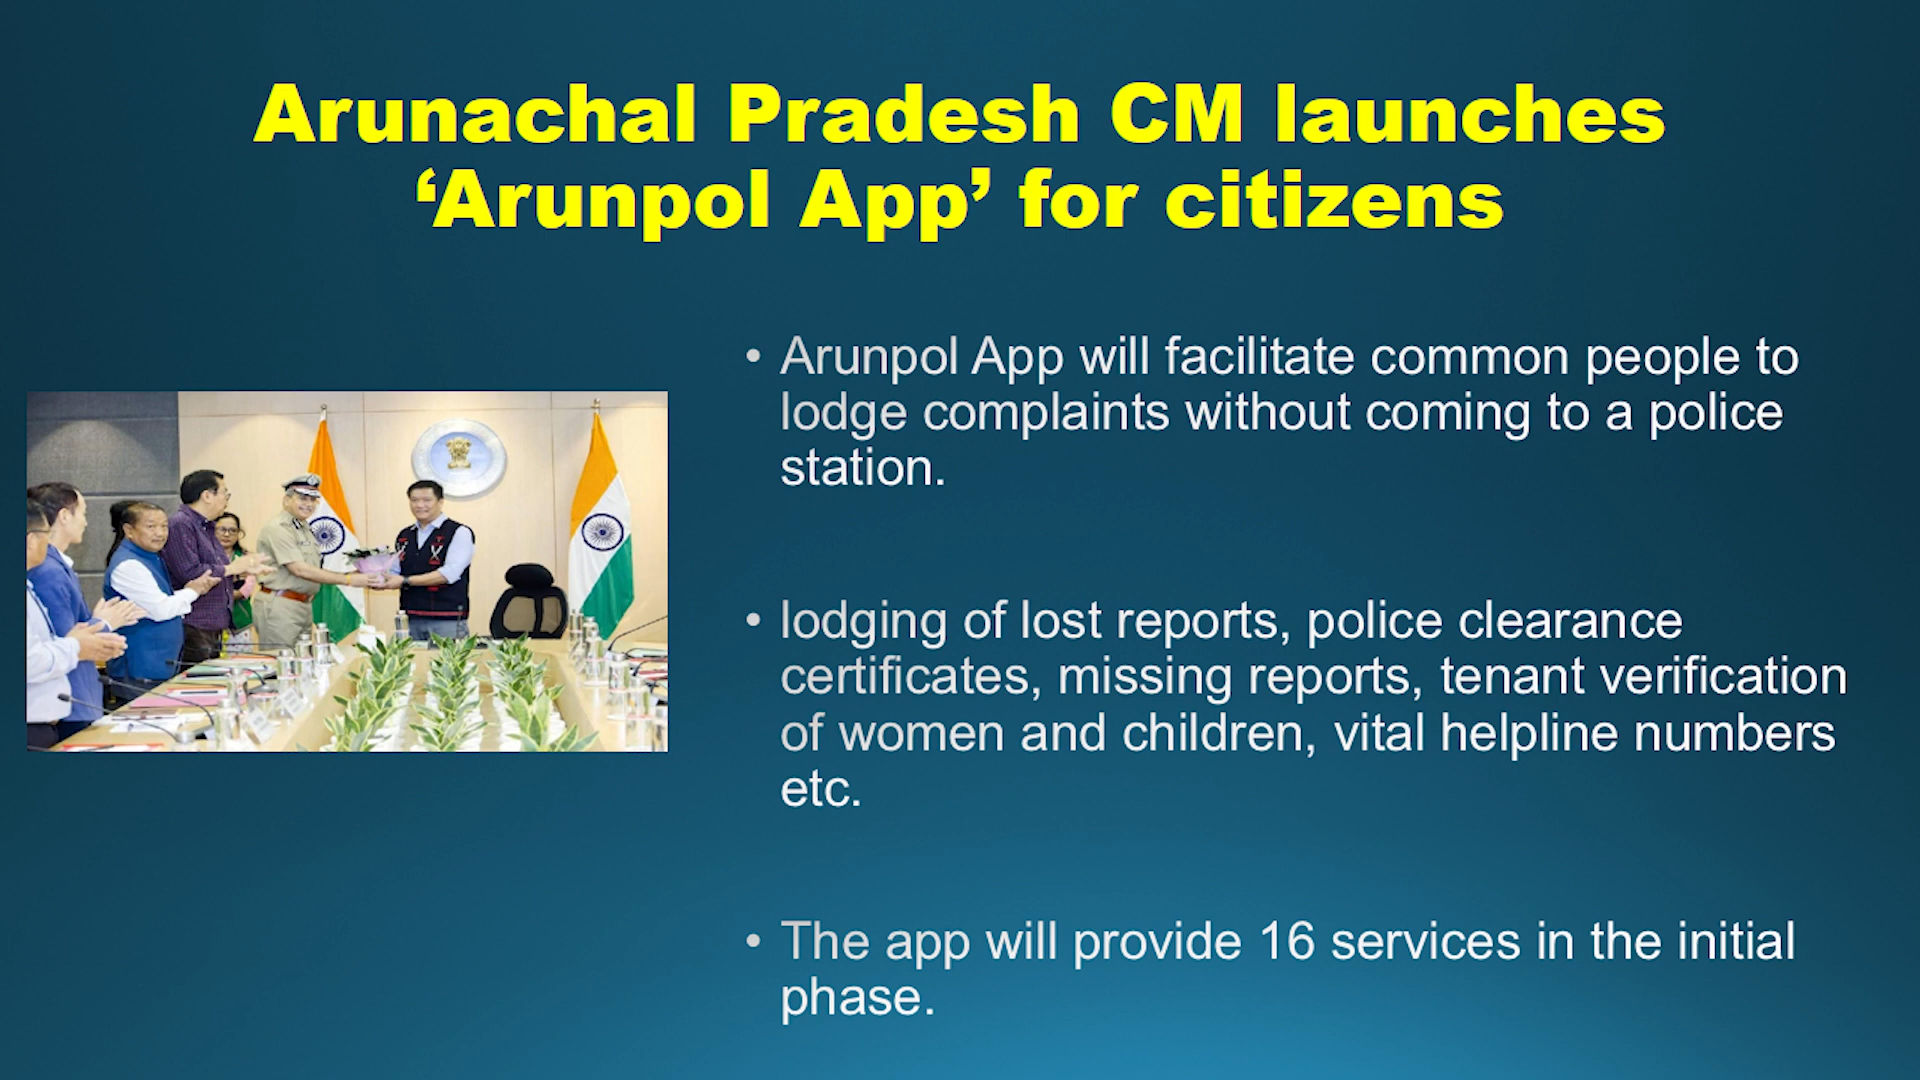 Arunachal Pradesh CM launches
‘Arunpol App’ for citizens
• Arunpol App will facilitate common people to
lodge complaints without coming to a police
station.
• lodging of lost reports, police clearance
certificates, missing reports, tenant verification
of women and children, vital helpline numbers
etc.
• The app will provide 16 services in the initial
phase.